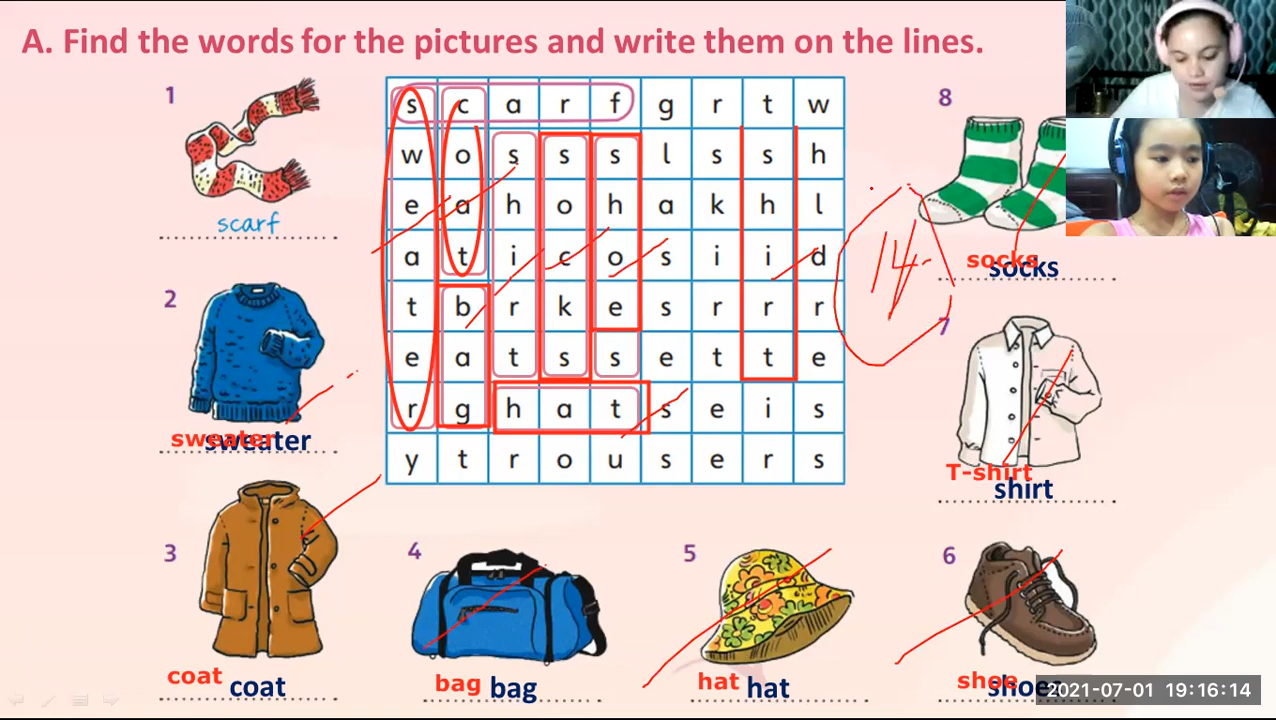 A. Find the words for the pictures and write them on the lines.
1
scarf
2
sweater sweater
3
coat coat
4
bag bag
5
hat hat
6
shoe shoes
7
T-shirt shirt
8
socks socks
s c a r f g r t w
w o s s s l s s h
e a h o h a k h l
a t i c o s i i d
t b r k e s r r r
e a t s s e t t e
r g h a t s e i s
y t r o u s e r s
14
2021-07-01 19:16:14